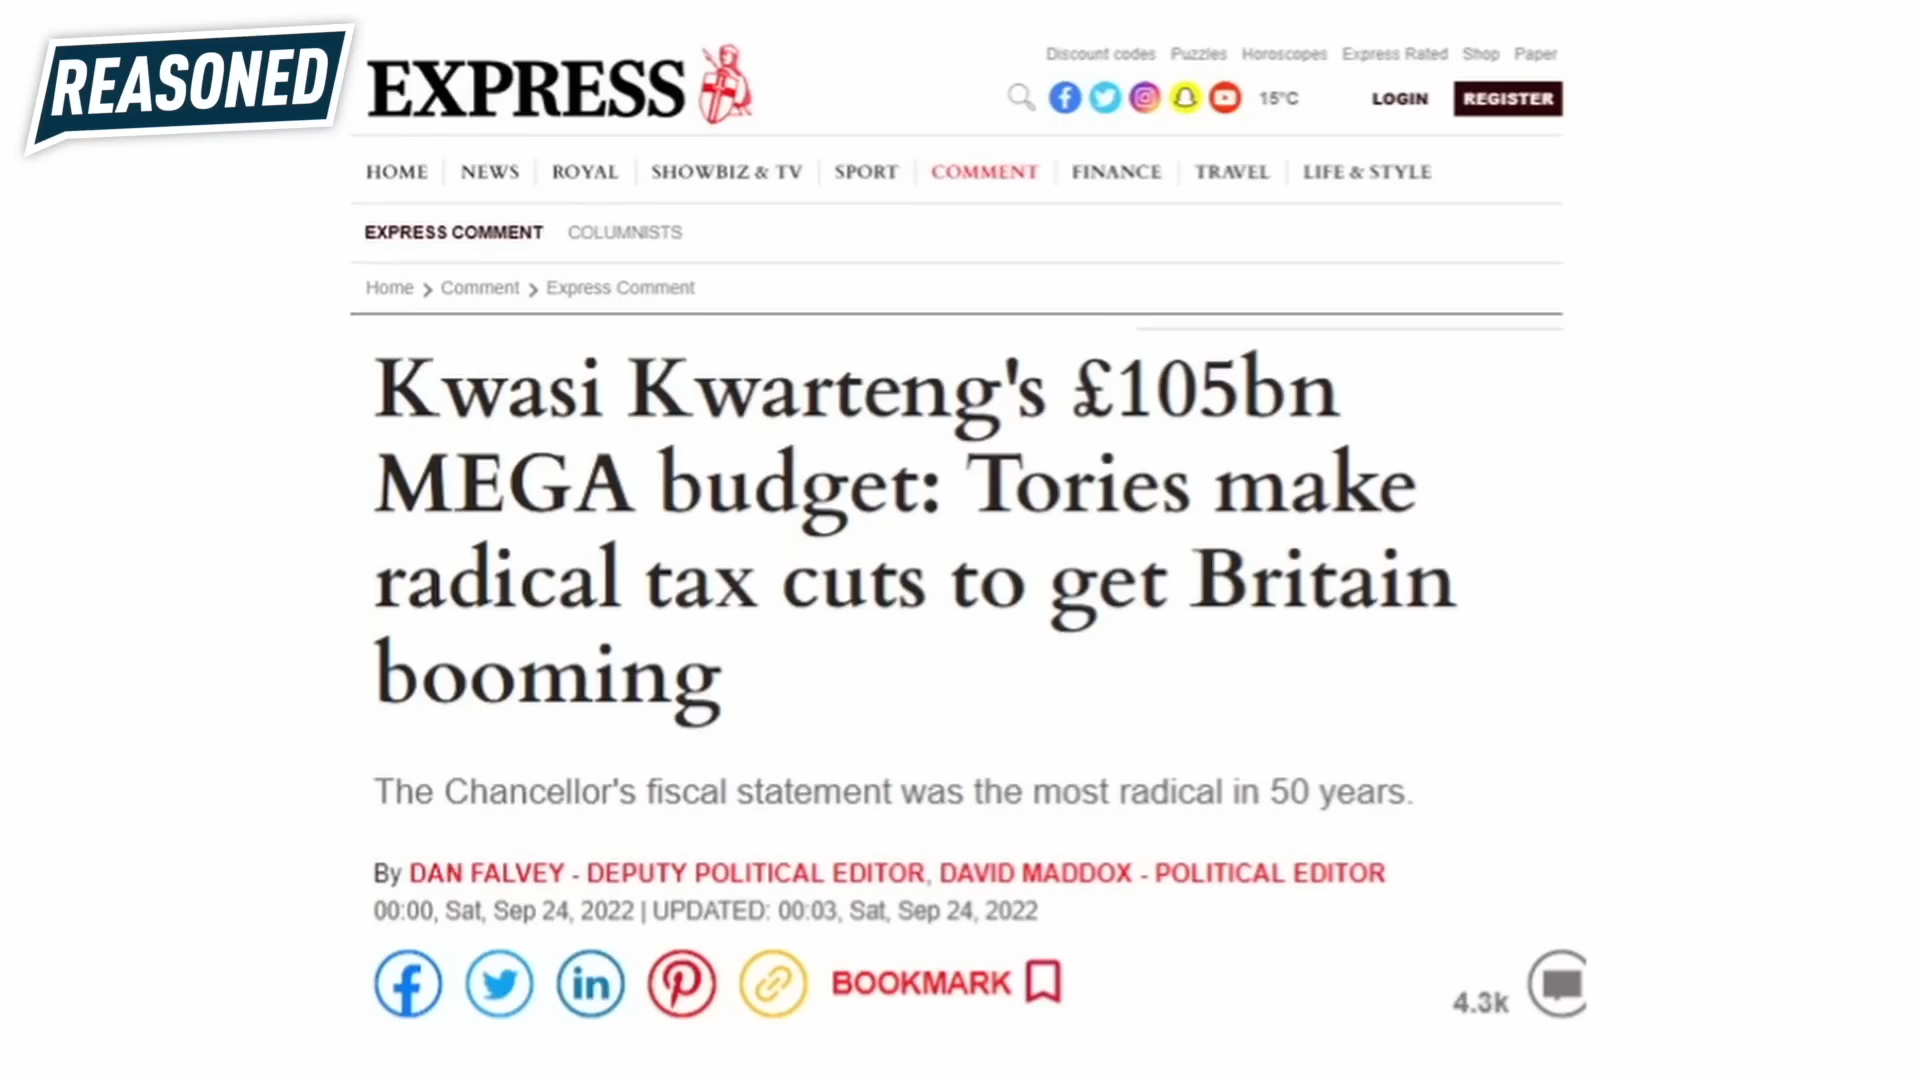 REASONED
EXPRESS
Discount codes Puzzles Horoscopes Express Rated Shop Paper
15°C LOGIN REGISTER
HOME NEWS ROYAL SHOWBIZ & TV SPORT COMMENT FINANCE TRAVEL LIFE & STYLE
EXPRESS COMMENT COLUMNISTS
Home > Comment > Express Comment
Kwasi Kwarteng's £105bn
MEGA budget: Tories make
radical tax cuts to get Britain
booming
The Chancellor's fiscal statement was the most radical in 50 years.
By DAN FALVEY - DEPUTY POLITICAL EDITOR, DAVID MADDOX - POLITICAL EDITOR
00:00, Sat, Sep 24, 2022 | UPDATED: 00:03, Sat, Sep 24, 2022
BOOKMARK
4.3k